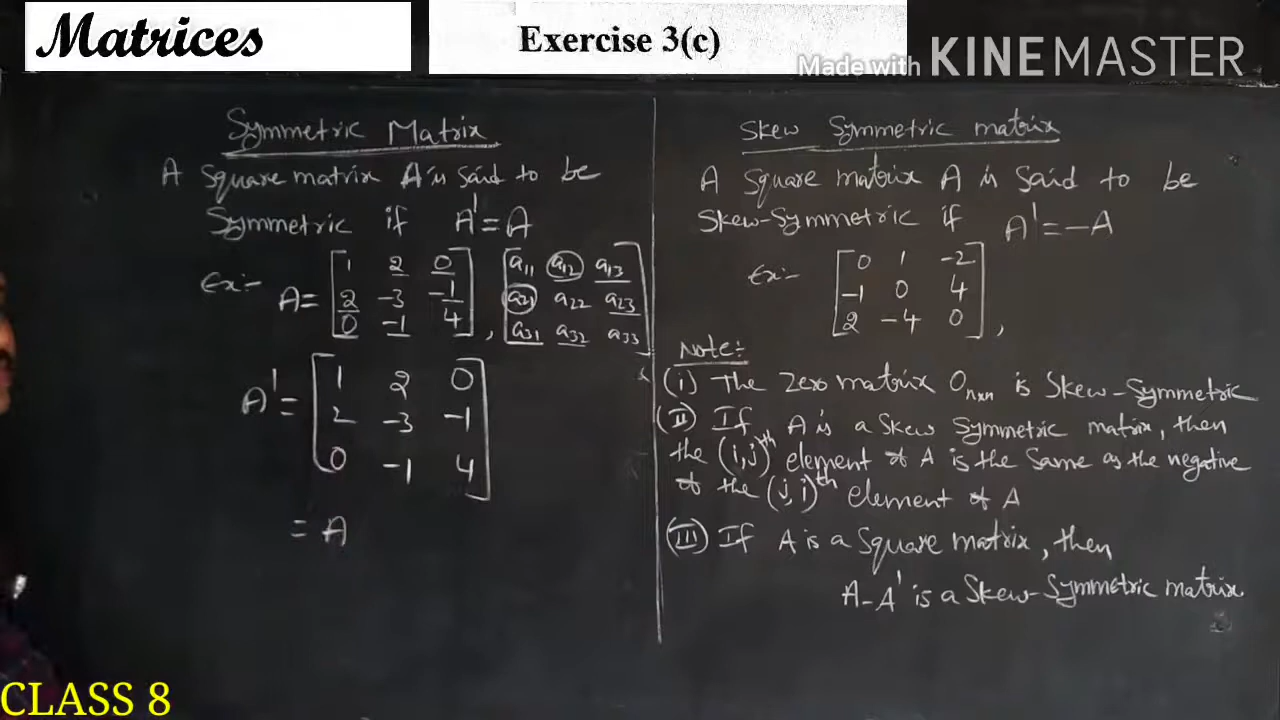 Matrices
Exercise 3(c)
Made with KINEMASTER
Symmetric Matrix
A Square matrix A is said to be
Symmetric if A' = A
Ex:- A = [1 2 0
2 -3 -1
0 -1 4] , [a11 a12 a13
a21 a22 a23
a31 a32 a33]
A' = [1 2 0
2 -3 -1
0 -1 4]
= A
Skew Symmetric matrix
A Square matrix A is said to be
Skew-Symmetric if A' = -A
Ex:- [0 1 -2
-1 0 4
2 -4 0] ,
Note:-
(i) The zero matrix Onxn is Skew-Symmetric
(II) If A is a Skew Symmetric matrix, then
the (i,j)th element of A is the same as the negative
of the (j,i)th element of A
(III) If A is a Square matrix, then
A-A' is a Skew-Symmetric matrix
CLASS 8